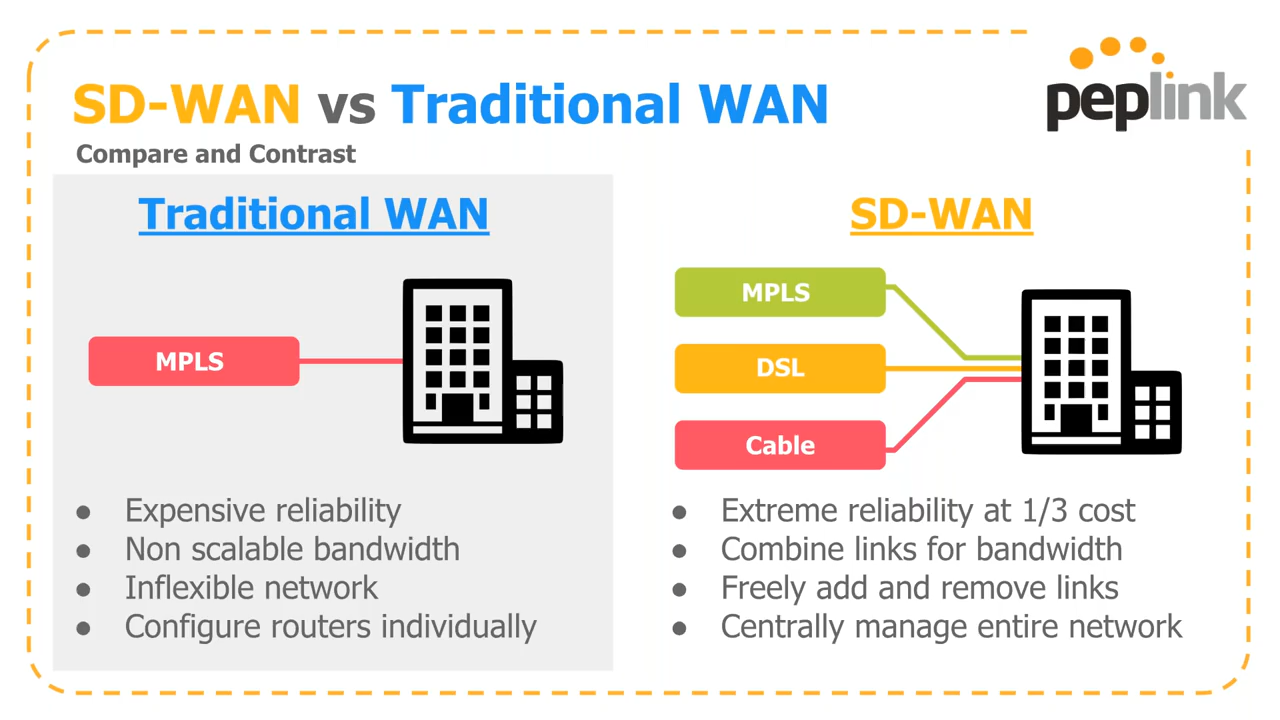 SD-WAN vs Traditional WAN
peplink
Compare and Contrast
Traditional WAN
MPLS
● Expensive reliability
● Non scalable bandwidth
● Inflexible network
● Configure routers individually
SD-WAN
MPLS
DSL
Cable
● Extreme reliability at 1/3 cost
● Combine links for bandwidth
● Freely add and remove links
● Centrally manage entire network